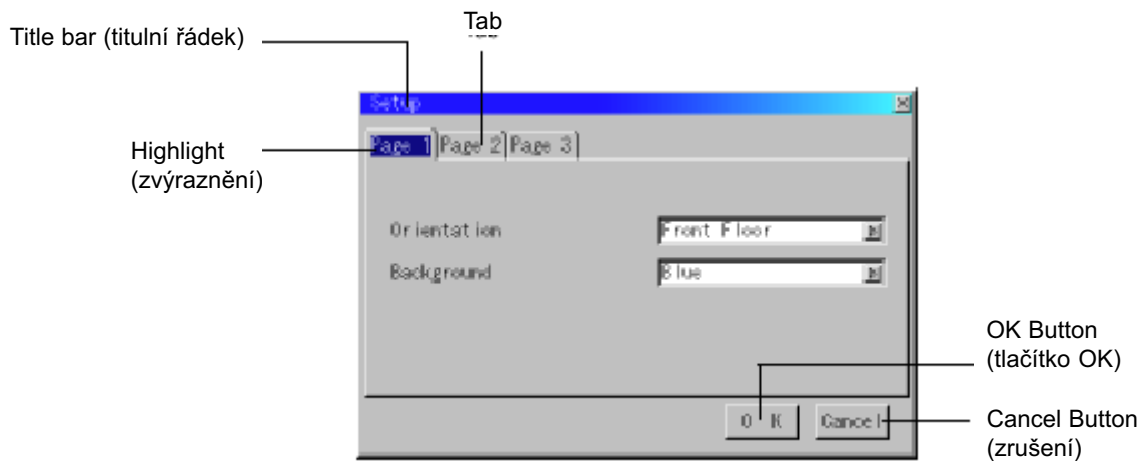 Tab
Title bar (titulní řádek)
Setup
Page 1 Page 2 Page 3
Highlight
(zvýraznění)
Orientation Front Floor
Background Blue
OK Button
(tlačítko OK)
OK Cancel
Cancel Button
(zrušení)